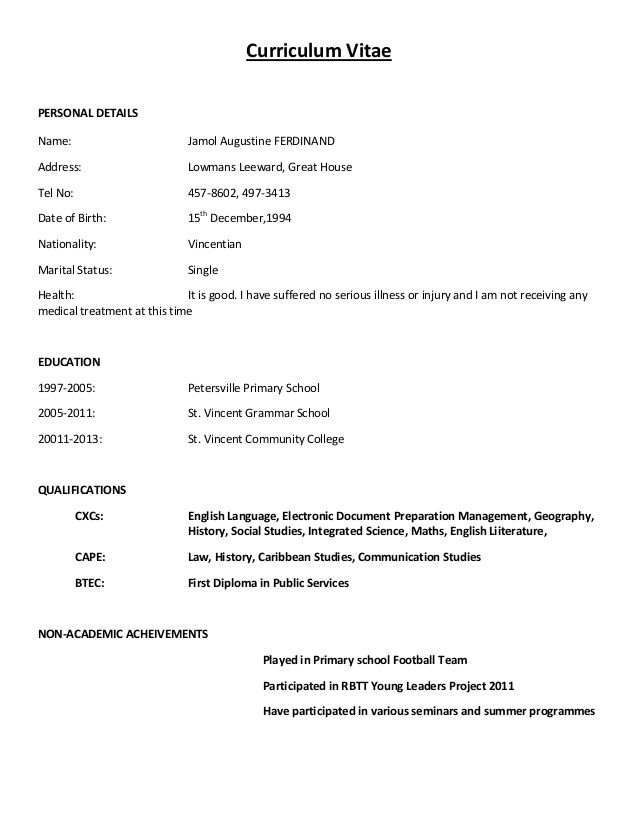 Curriculum Vitae
PERSONAL DETAILS
Name: Jamol Augustine FERDINAND
Address: Lowmans Leeward, Great House
Tel No: 457-8602, 497-3413
Date of Birth: 15th December,1994
Nationality: Vincentian
Marital Status: Single
Health: It is good. I have suffered no serious illness or injury and I am not receiving any
medical treatment at this time
EDUCATION
1997-2005: Petersville Primary School
2005-2011: St. Vincent Grammar School
20011-2013: St. Vincent Community College
QUALIFICATIONS
CXCs: English Language, Electronic Document Preparation Management, Geography,
History, Social Studies, Integrated Science, Maths, English Liiterature,
CAPE: Law, History, Caribbean Studies, Communication Studies
BTEC: First Diploma in Public Services
NON-ACADEMIC ACHEIVEMENTS
Played in Primary school Football Team
Participated in RBTT Young Leaders Project 2011
Have participated in various seminars and summer programmes